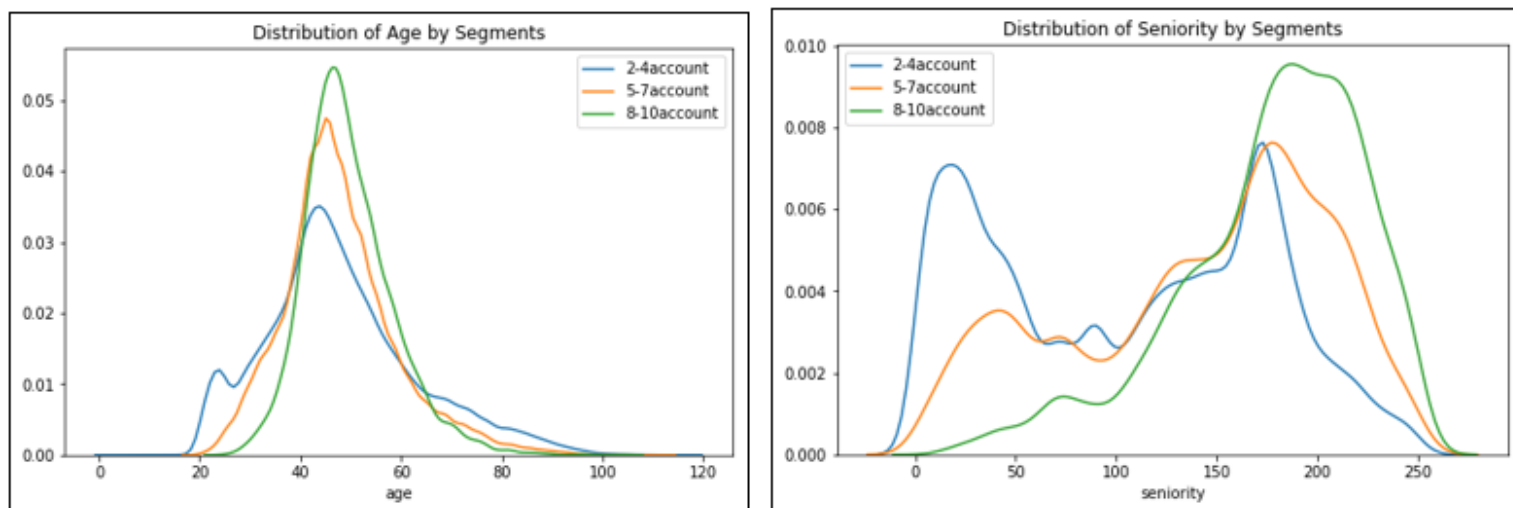 Distribution of Age by Segments
2-4account
5-7account
8-10account
0.05
0.04
0.03
0.02
0.01
0.00
0 20 40 60 80 100 120
age
Distribution of Seniority by Segments
2-4account
5-7account
8-10account
0.010
0.008
0.006
0.004
0.002
0.000
0 50 100 150 200 250
seniority